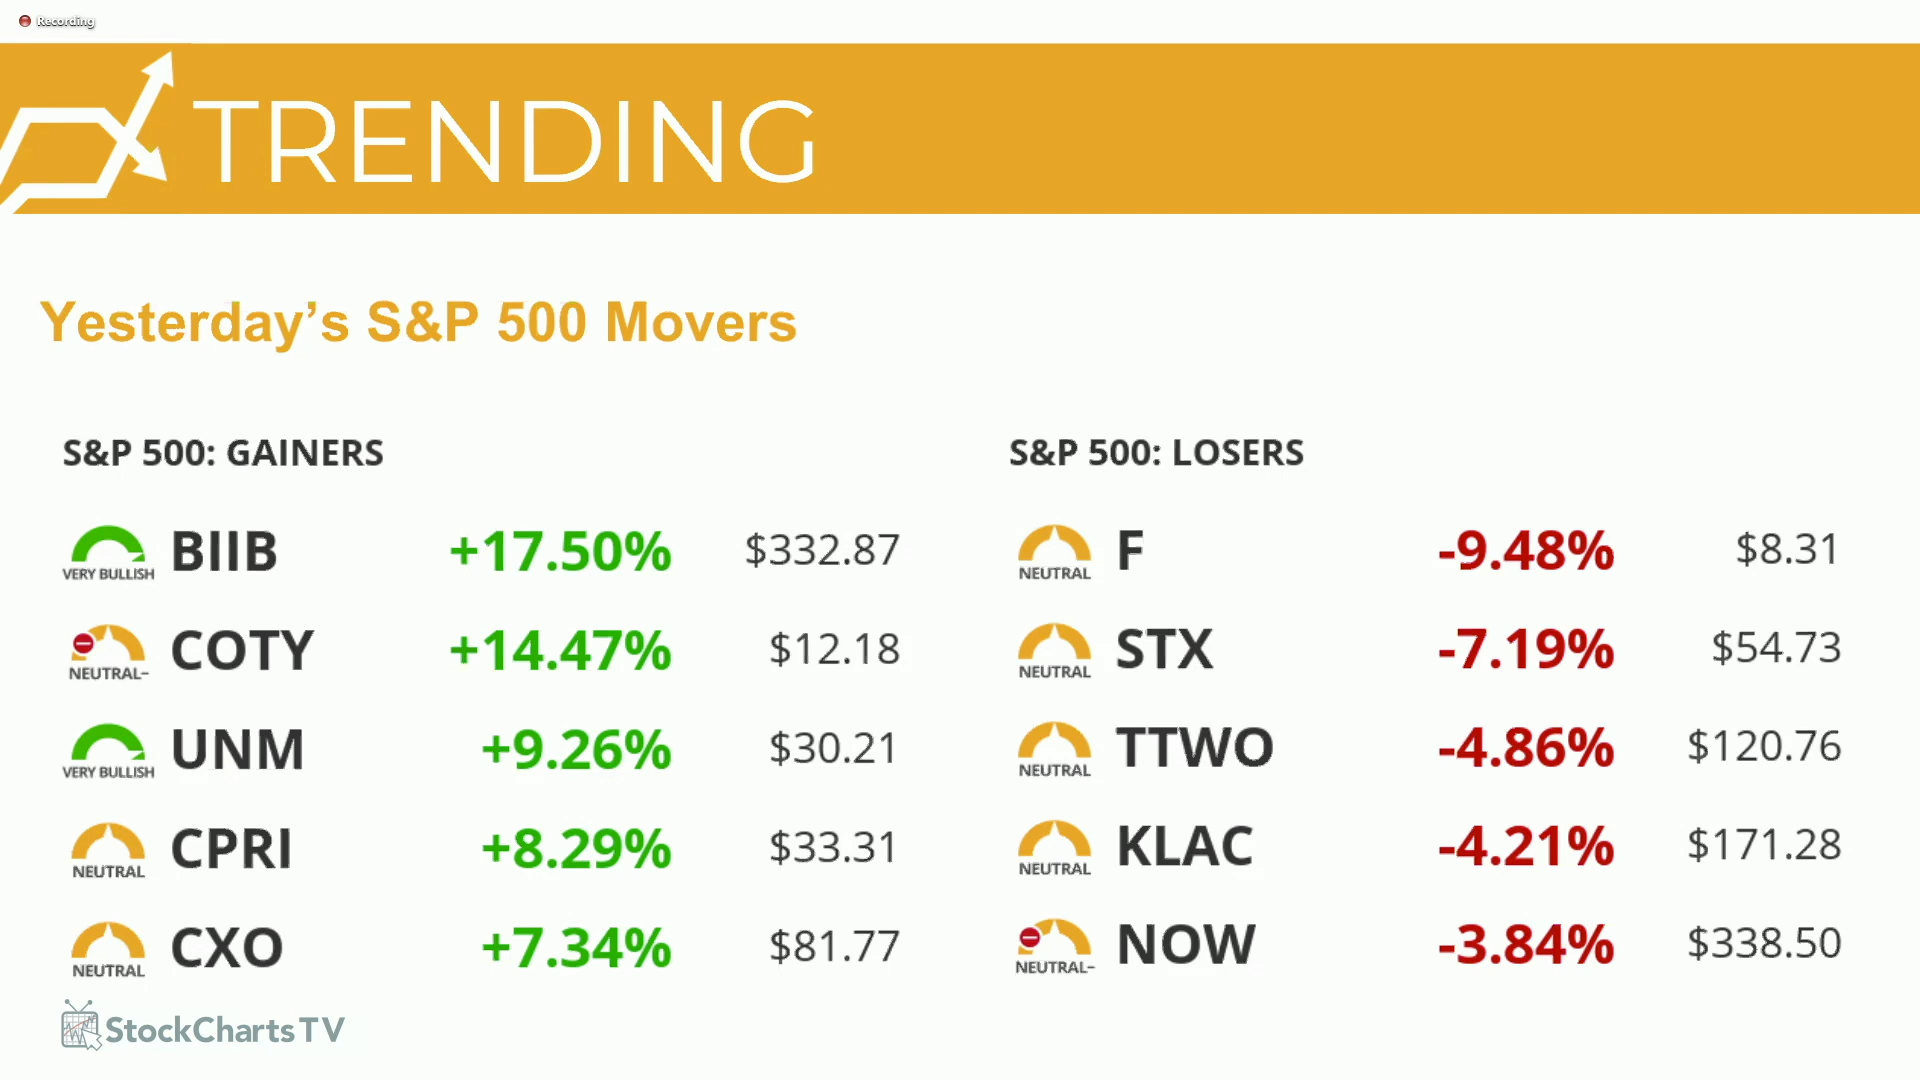 Recording
TRENDING
Yesterday’s S&P 500 Movers
S&P 500: GAINERS
VERY BULLISH BIIB +17.50% $332.87
NEUTRAL– COTY +14.47% $12.18
VERY BULLISH UNM +9.26% $30.21
NEUTRAL CPRI +8.29% $33.31
NEUTRAL CXO +7.34% $81.77
S&P 500: LOSERS
NEUTRAL F -9.48% $8.31
NEUTRAL STX -7.19% $54.73
NEUTRAL TTWO -4.86% $120.76
NEUTRAL KLAC -4.21% $171.28
NEUTRAL– NOW -3.84% $338.50
StockCharts TV